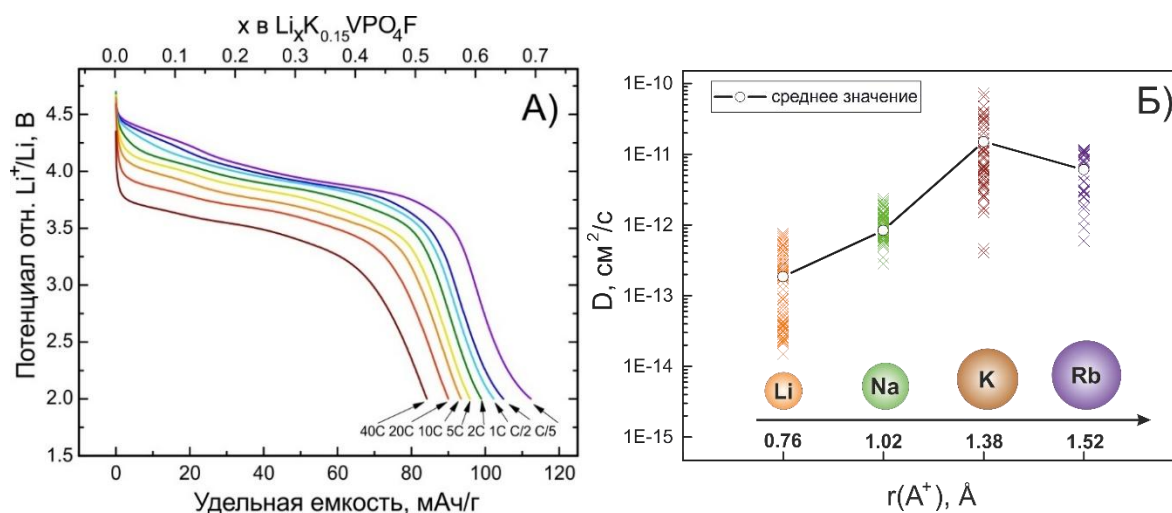 x в LiₓK₀.₁₅VPO₄F
0.0 0.1 0.2 0.3 0.4 0.5 0.6 0.7
А)
Потенциал отн. Li⁺/Li, В
4.5
4.0
3.5
3.0
2.5
2.0
1.5
40C 20C 10C 5C 2C 1C C/2 C/5
0 20 40 60 80 100 120
Удельная емкость, мАч/г
Б)
среднее значение
D, см²/с
1E-10
1E-11
1E-12
1E-13
1E-14
1E-15
Li Na K Rb
0.76 1.02 1.38 1.52
r(A⁺), Å